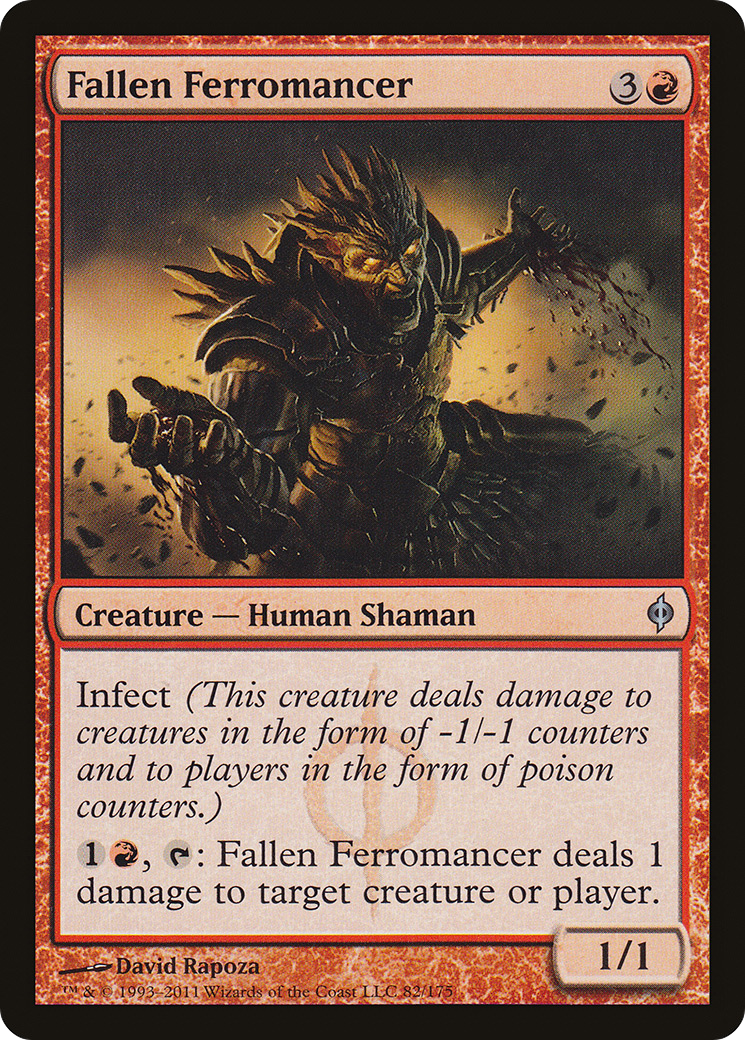 Fallen Ferromancer 3
Creature — Human Shaman
Infect (This creature deals damage to
creatures in the form of -1/-1 counters
and to players in the form of poison
counters.)
1 , : Fallen Ferromancer deals 1
damage to target creature or player.
1/1
David Rapoza
™ & © 1993–2011 Wizards of the Coast LLC 82/175